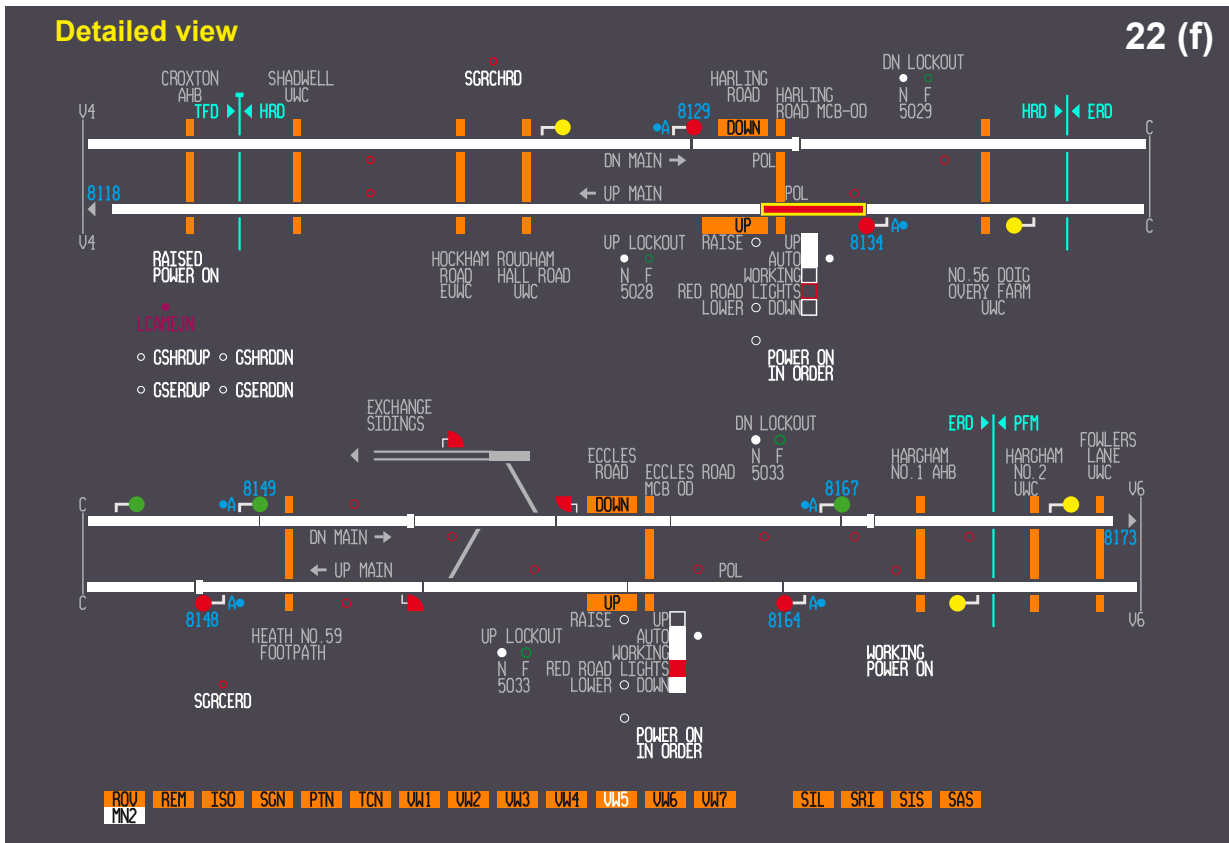 Detailed view
22 (f)
SGRCHRD
DN LOCKOUT
N F
5029
CROXTON
AHB
SHADWELL
UWC
HARLING
ROAD
HARLING
ROAD MCB-OD
V4
TFD
HRD
8129
HRD
ERD
C
A
DOWN
DN MAIN
POL
UP MAIN
POL
8118
V4
UP
8134
A
C
RAISED
POWER ON
HOCKHAM
ROAD
EUWC
ROUDHAM
HALL ROAD
UWC
UP LOCKOUT
N F
5028
RAISE
UP
AUTO
WORKING
RED ROAD LIGHTS
LOWER
DOWN
NO.56 DOIG
OVERY FARM
UWC
LCAMEJN
GSHRDUP
GSHRDDN
GSERDUP
GSERDDN
POWER ON
IN ORDER
EXCHANGE
SIDINGS
DN LOCKOUT
N F
5033
ERD
PFM
ECCLES
ROAD
ECCLES ROAD
MCB OD
HARGHAM
NO.1 AHB
HARGHAM
NO.2
UWC
FOWLERS
LANE
UWC
C
A
8149
DOWN
A
8167
V6
DN MAIN
8173
UP MAIN
POL
C
8148
A
UP
8164
A
V6
HEATH NO.59
FOOTPATH
UP LOCKOUT
N F
5033
RAISE
UP
AUTO
WORKING
RED ROAD LIGHTS
LOWER
DOWN
WORKING
POWER ON
SGRCERD
POWER ON
IN ORDER
ROV REM ISO SGN PTN TCN VW1 VW2 VW3 VW4 VW5 VW6 VW7 SIL SRI SIS SAS
MN2